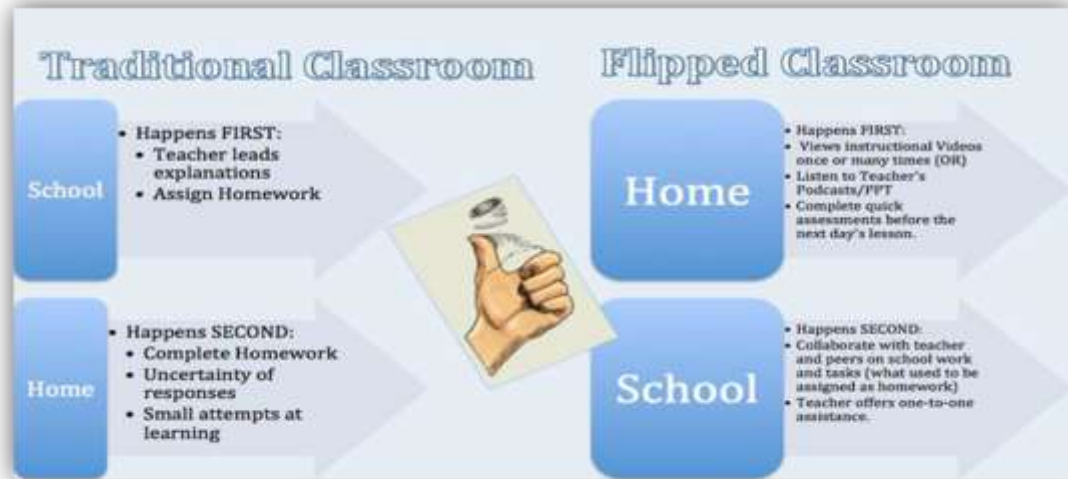 Traditional Classroom
School
• Happens FIRST:
• Teacher leads
explanations
• Assign Homework
Home
• Happens SECOND:
• Complete Homework
• Uncertainty of
responses
• Small attempts at
learning
Flipped Classroom
Home
• Happens FIRST:
• Views instructional Videos
once or many times (OR)
• Listen to Teacher's
Podcasts/PPT
• Complete quick
assessments before the
next day's lesson.
School
• Happens SECOND:
• Collaborate with teacher
and peers on school work
and tasks (what used to be
assigned as homework)
• Teacher offers one-to-one
assistance.